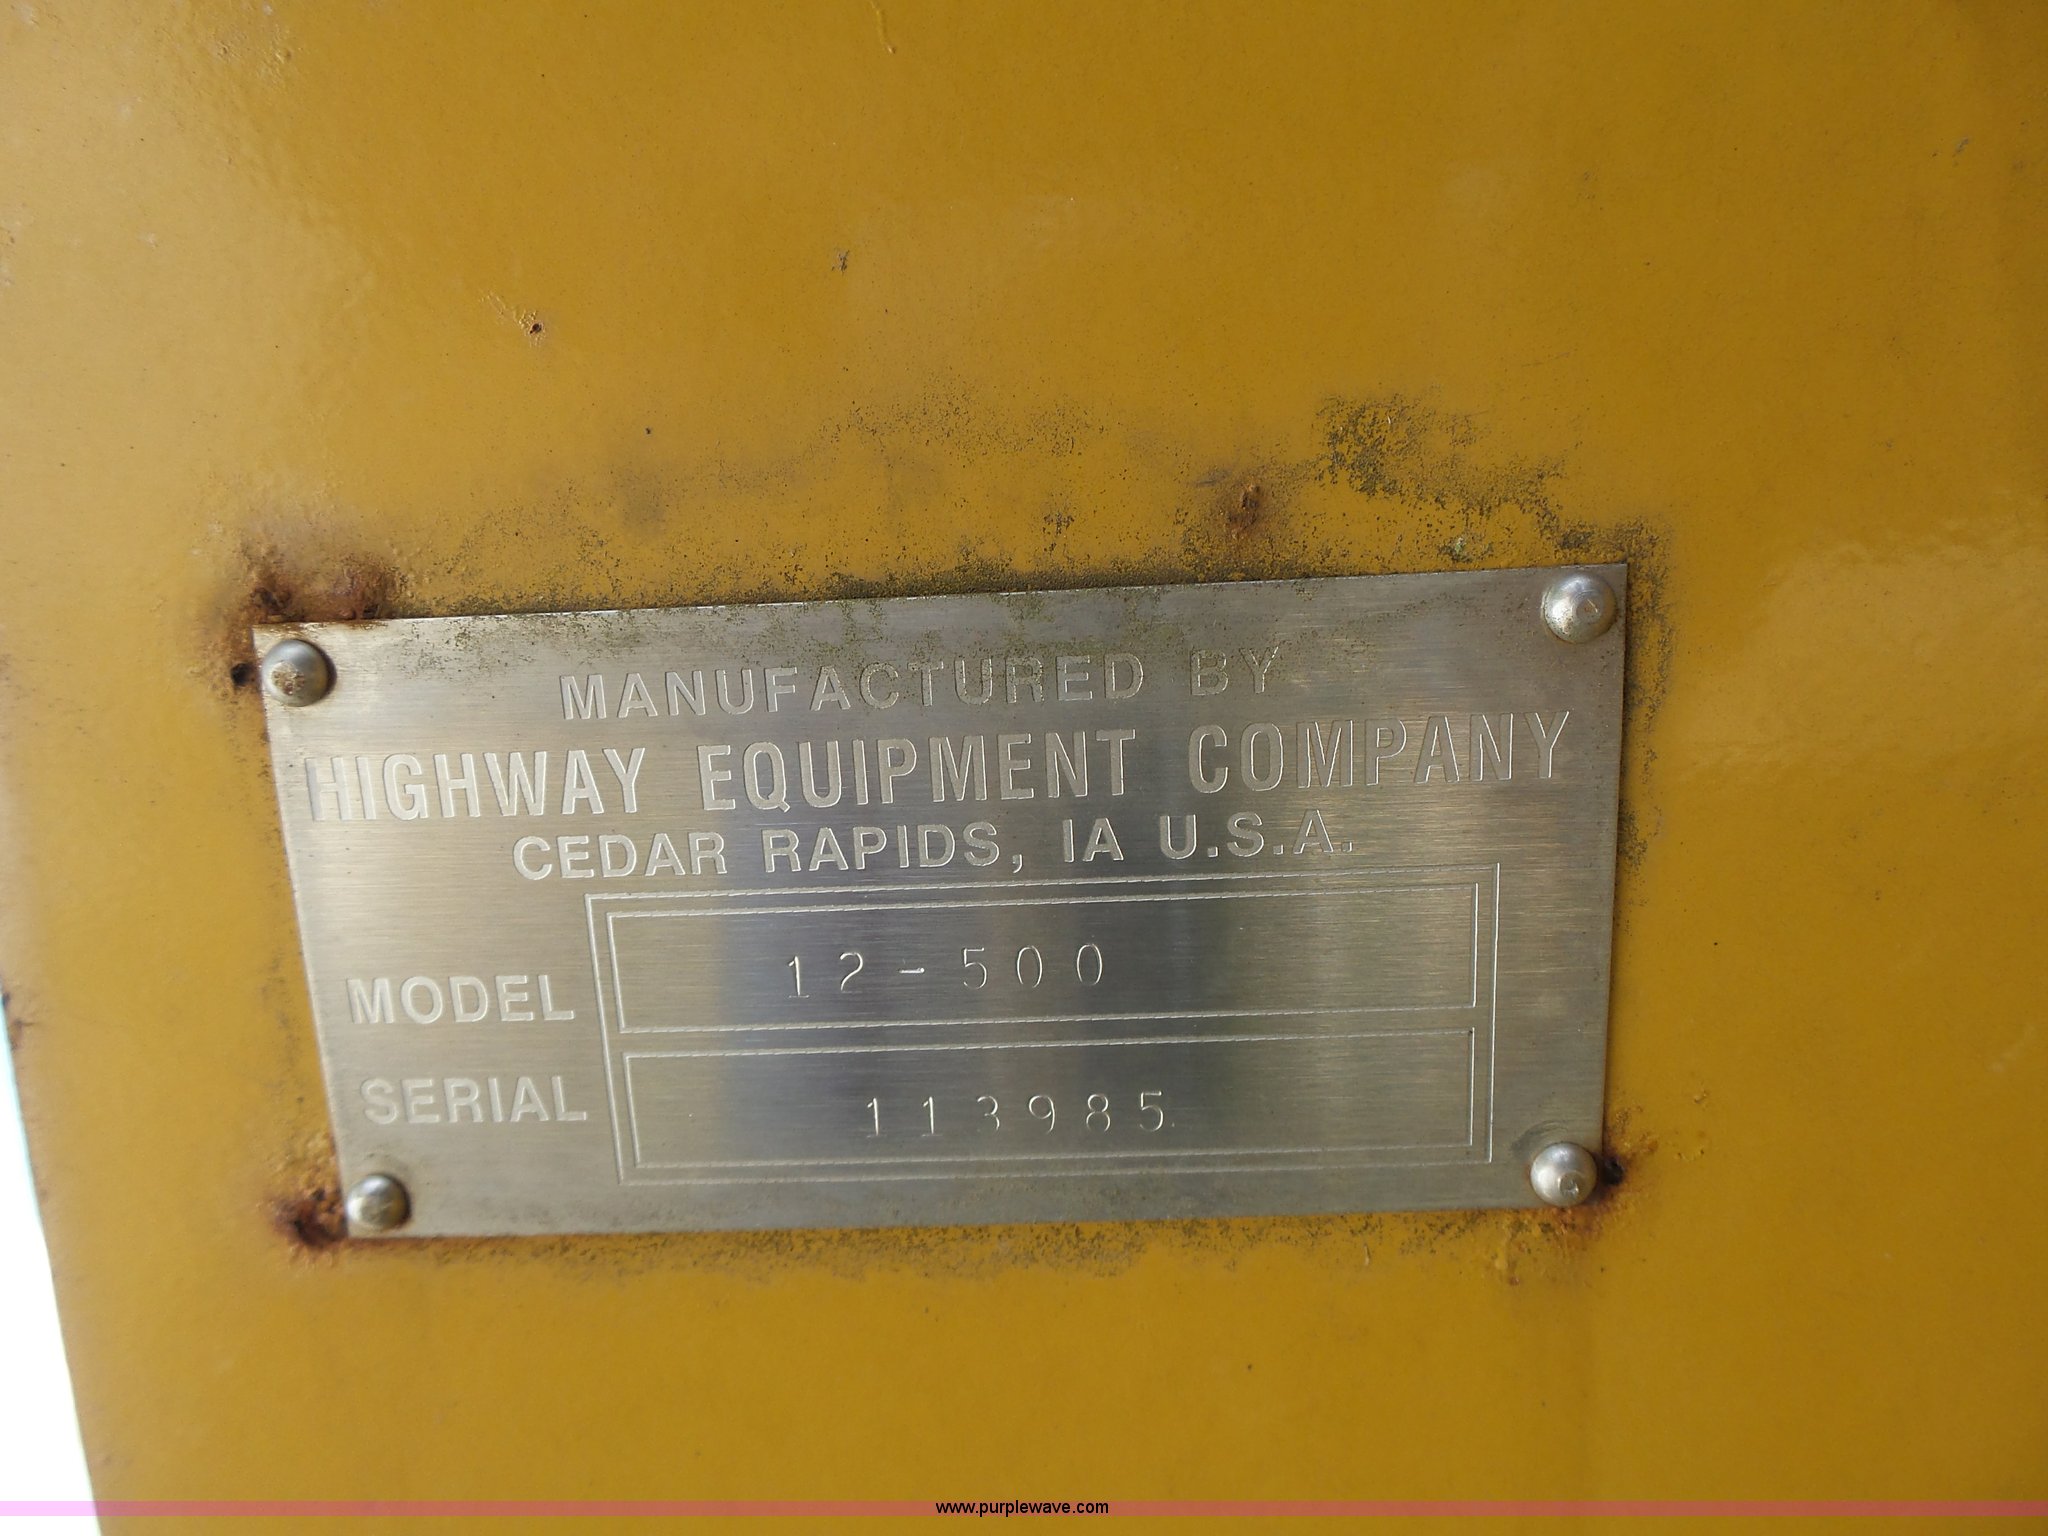 MANUFACTURED BY
HIGHWAY EQUIPMENT COMPANY
CEDAR RAPIDS, IA U.S.A.
MODEL 12-500
SERIAL 113985
www.purplewave.com